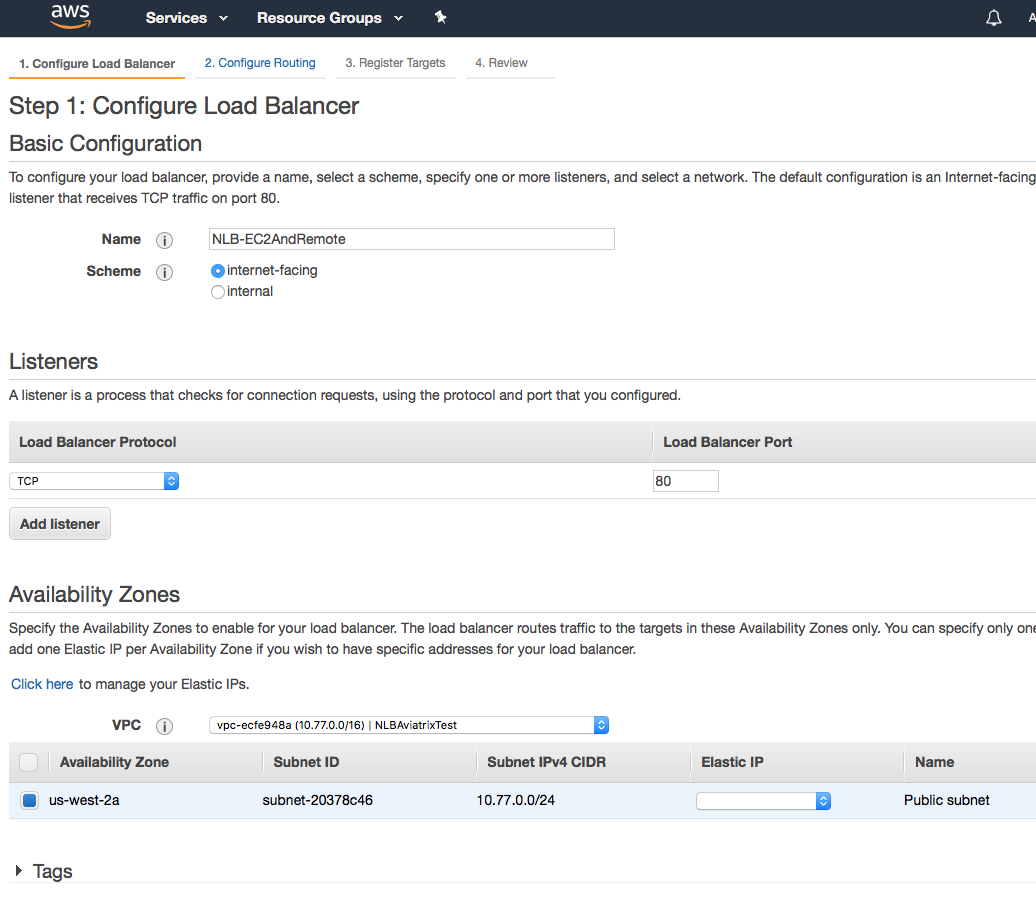 aws Services Resource Groups
1. Configure Load Balancer 2. Configure Routing 3. Register Targets 4. Review
Step 1: Configure Load Balancer
Basic Configuration
To configure your load balancer, provide a name, select a scheme, specify one or more listeners, and select a network. The default configuration is an Internet-facing
listener that receives TCP traffic on port 80.
Name i NLB-EC2AndRemote
Scheme i internet-facing
internal
Listeners
A listener is a process that checks for connection requests, using the protocol and port that you configured.
Load Balancer Protocol Load Balancer Port
TCP 80
Add listener
Availability Zones
Specify the Availability Zones to enable for your load balancer. The load balancer routes traffic to the targets in these Availability Zones only. You can specify only one
add one Elastic IP per Availability Zone if you wish to have specific addresses for your load balancer.
Click here to manage your Elastic IPs.
VPC i vpc-ecfe948a (10.77.0.0/16) | NLBAviatrixTest
Availability Zone Subnet ID Subnet IPv4 CIDR Elastic IP Name
us-west-2a subnet-20378c46 10.77.0.0/24 Public subnet
Tags